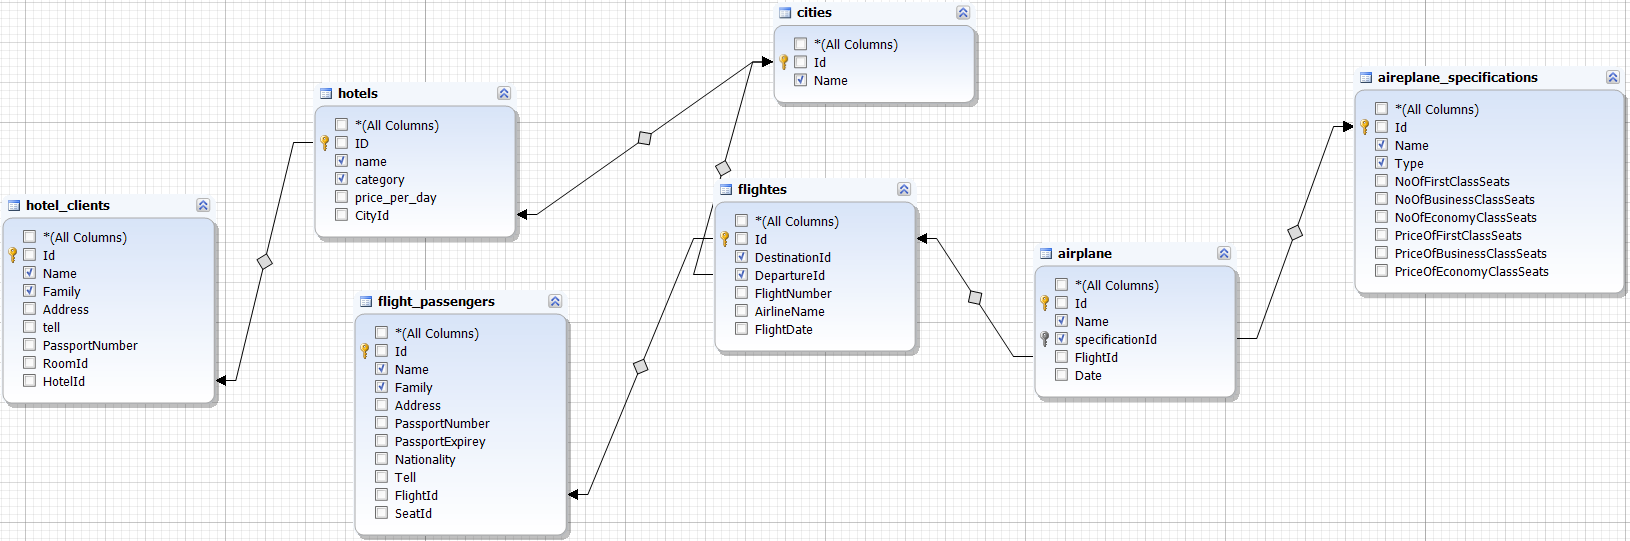 cities
*(All Columns)
Id
Name
hotels
*(All Columns)
ID
name
category
price_per_day
CityId
hotel_clients
*(All Columns)
Id
Name
Family
Address
tell
PassportNumber
RoomId
HotelId
flight_passengers
*(All Columns)
Id
Name
Family
Address
PassportNumber
PassportExpirey
Nationality
Tell
FlightId
SeatId
flightes
*(All Columns)
Id
DestinationId
DepartureId
FlightNumber
AirlineName
FlightDate
airplane
*(All Columns)
Id
Name
specificationId
FlightId
Date
aireplane_specifications
*(All Columns)
Id
Name
Type
NoOfFirstClassSeats
NoOfBusinessClassSeats
NoOfEconomyClassSeats
PriceOfFirstClassSeats
PriceOfBusinessClassSeats
PriceOfEconomyClassSeats